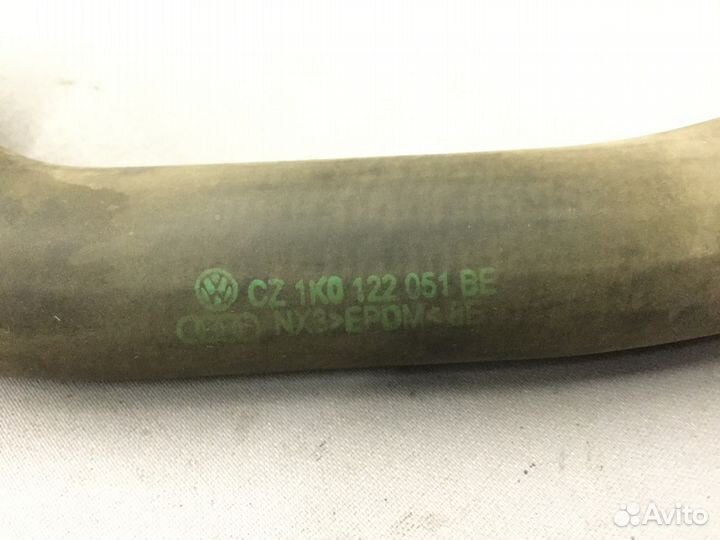 CZ 1K0 122 051 BE
NX3>EPDM<
Avito